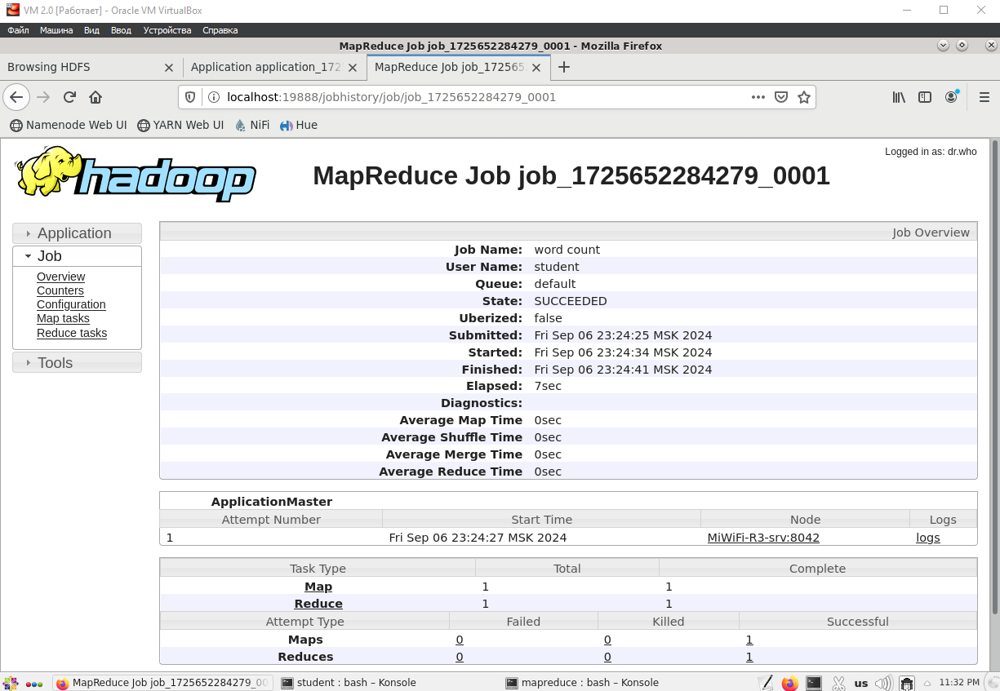 VM 2.0 [Работает] - Oracle VM VirtualBox
Файл Машина Вид Ввод Устройства Справка
MapReduce Job job_1725652284279_0001 - Mozilla Firefox
Browsing HDFS Application application_172 MapReduce Job job_172565
localhost:19888/jobhistory/job/job_1725652284279_0001
Namenode Web UI YARN Web UI NiFi Hue
Logged in as: dr.who
hadoop
MapReduce Job job_1725652284279_0001
Application
Job
Overview
Counters
Configuration
Map tasks
Reduce tasks
Tools
Job Overview
Job Name: word count
User Name: student
Queue: default
State: SUCCEEDED
Uberized: false
Submitted: Fri Sep 06 23:24:25 MSK 2024
Started: Fri Sep 06 23:24:34 MSK 2024
Finished: Fri Sep 06 23:24:41 MSK 2024
Elapsed: 7sec
Diagnostics:
Average Map Time 0sec
Average Shuffle Time 0sec
Average Merge Time 0sec
Average Reduce Time 0sec
ApplicationMaster
Attempt Number Start Time Node Logs
1 Fri Sep 06 23:24:27 MSK 2024 MiWiFi-R3-srv:8042 logs
Task Type Total Complete
Map 1 1
Reduce 1 1
Attempt Type Failed Killed Successful
Maps 0 0 1
Reduces 0 0 1
MapReduce Job job_1725652284279_00 student : bash – Konsole mapreduce : bash – Konsole us 11:32 PM